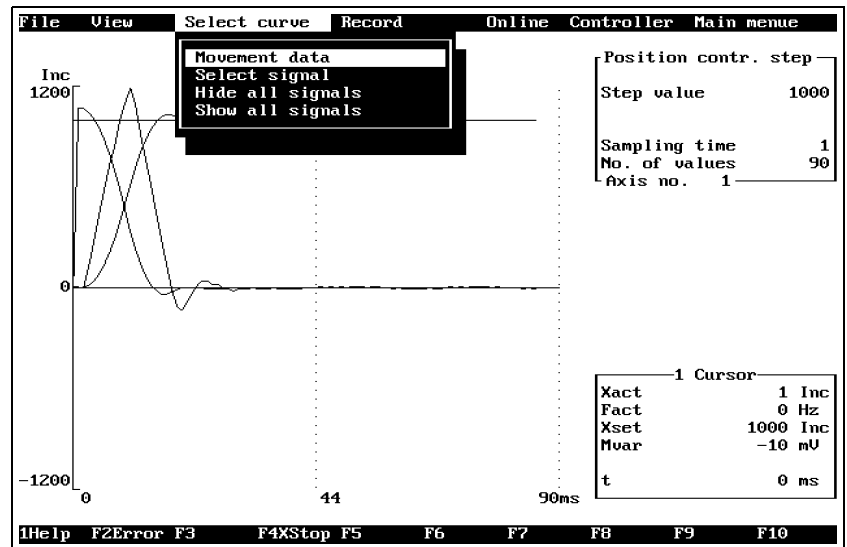 File View Select curve Record Online Controller Main menue
Movement data
Select signal
Hide all signals
Show all signals
Inc
1200
0
-1200
0 44 90ms
Position contr. step
Step value 1000
Sampling time 1
No. of values 90
Axis no. 1
1 Cursor
Xact 1 Inc
Fact 0 Hz
Xset 1000 Inc
Mvar -10 mV
t 0 ms
1Help F2Error F3 F4XStop F5 F6 F7 F8 F9 F10